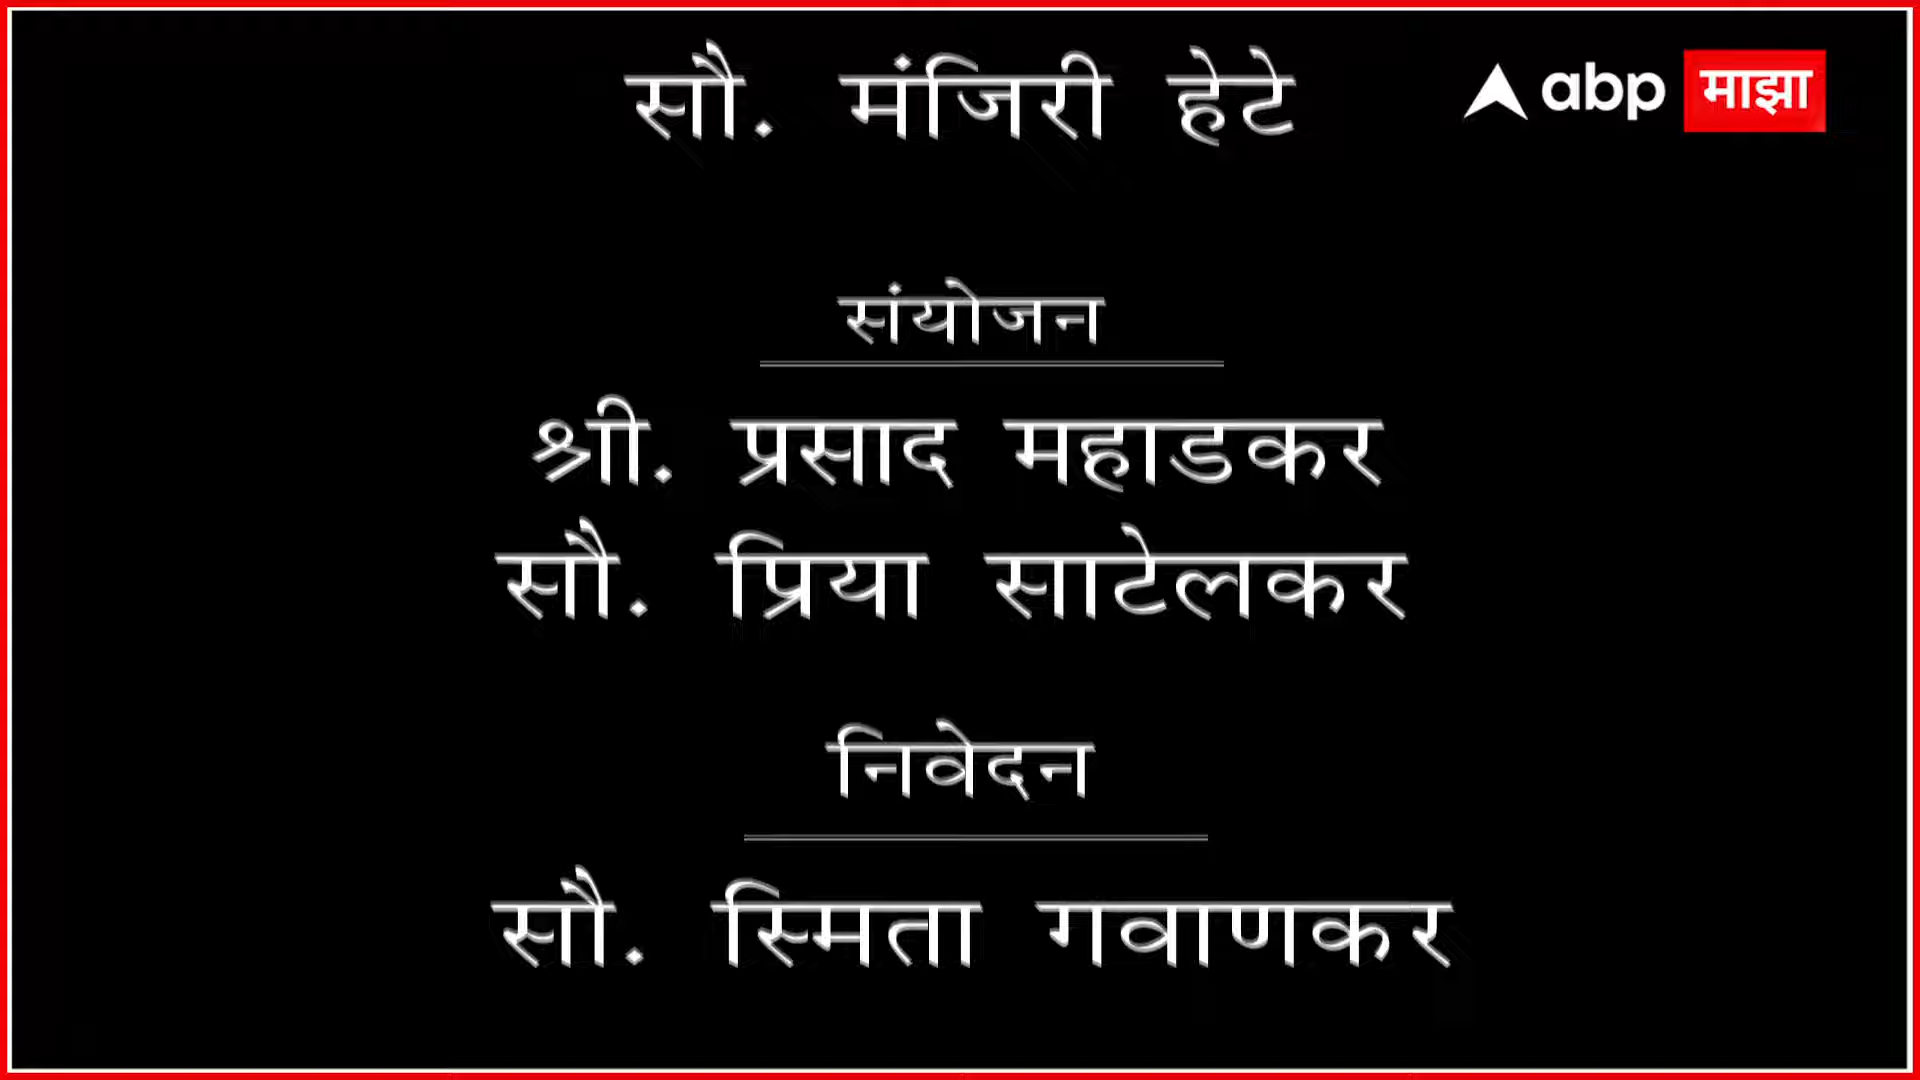 सौ. मंजिरी हेटे
abp माझा
संयोजन
श्री. प्रसाद महाडकर
सौ. प्रिया साटेलकर
निवेदन
सौ. स्मिता गवाणकर